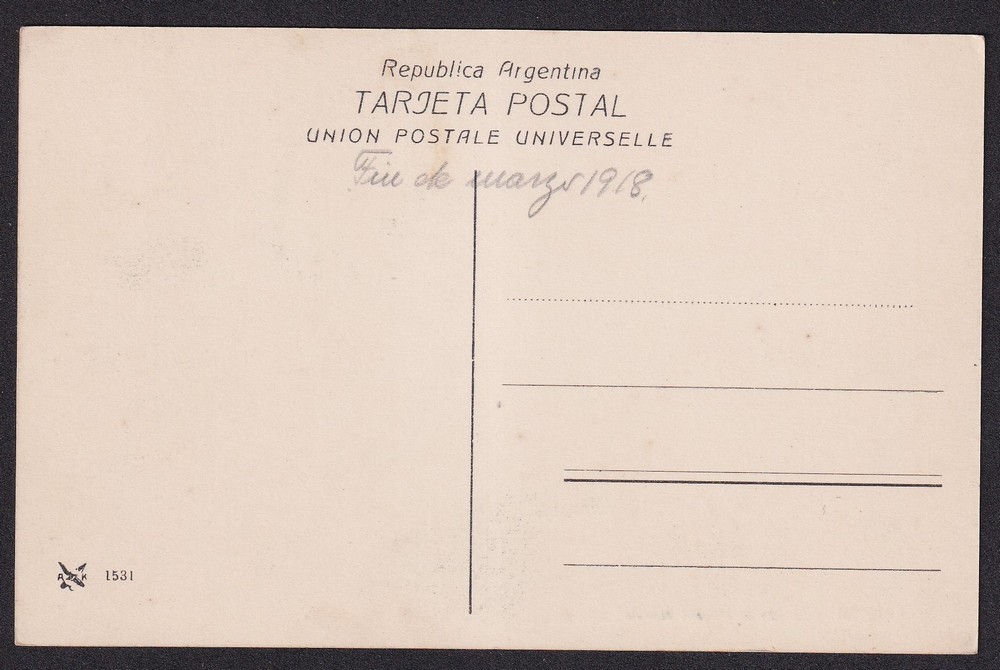 Republica Argentina
TARJETA POSTAL
UNION POSTALE UNIVERSELLE
Fin de marzo 1918.
1531